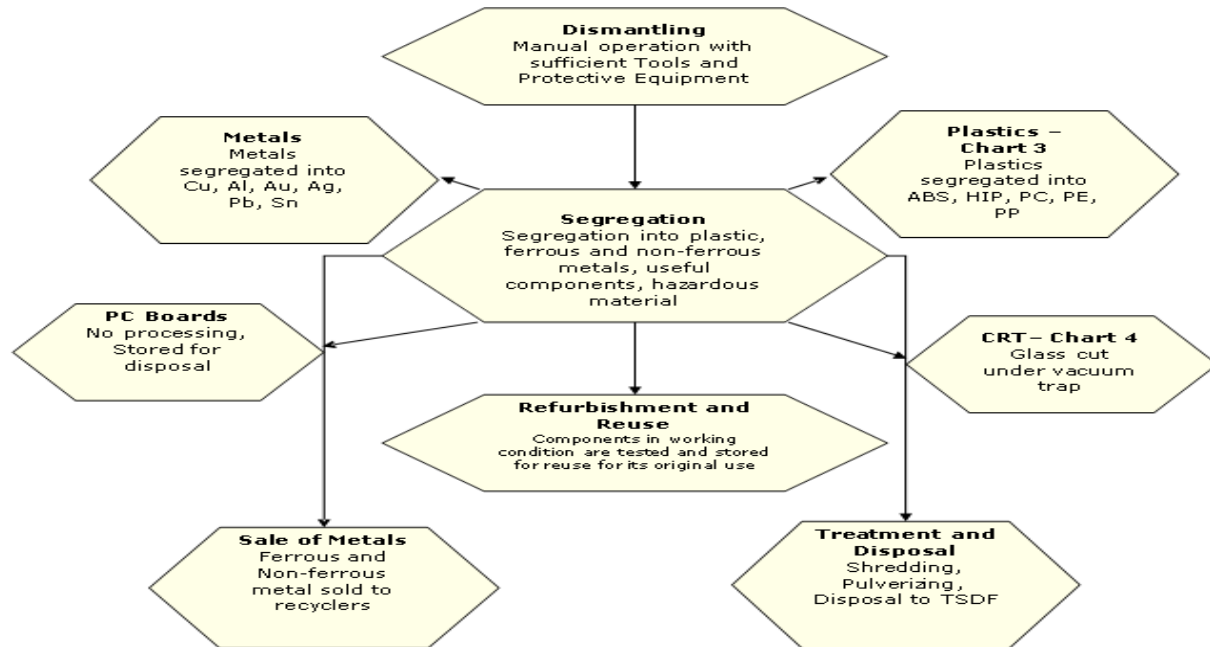 Dismantling
Manual operation with
sufficient Tools and
Protective Equipment
Metals
Metals
segregated into
Cu, Al, Au, Ag,
Pb, Sn
Plastics –
Chart 3
Plastics
segregated into
ABS, HIP, PC, PE,
PP
Segregation
Segregation into plastic,
ferrous and non-ferrous
metals, useful
components, hazardous
material
PC Boards
No processing,
Stored for
disposal
CRT– Chart 4
Glass cut
under vacuum
trap
Refurbishment and
Reuse
Components in working
condition are tested and stored
for reuse for its original use
Sale of Metals
Ferrous and
Non-ferrous
metal sold to
recyclers
Treatment and
Disposal
Shredding,
Pulverizing,
Disposal to TSDF